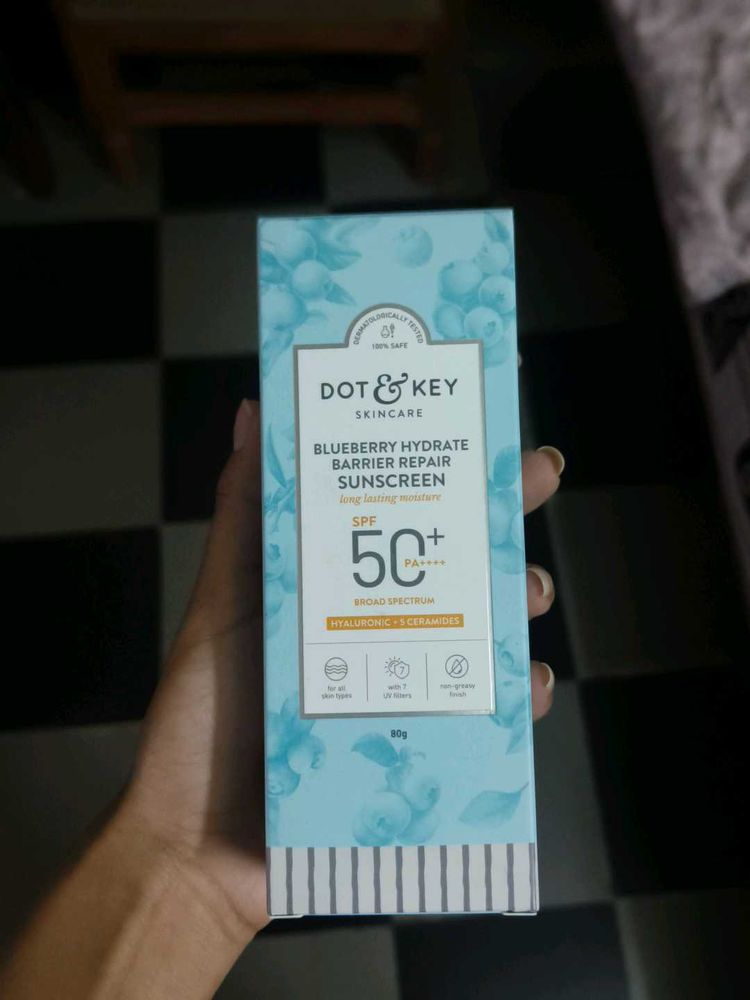 DERMATOLOGICALLY TESTED
100% SAFE
DOT & KEY
SKINCARE
BLUEBERRY HYDRATE
BARRIER REPAIR
SUNSCREEN
long lasting moisture
SPF
50+
PA++++
BROAD SPECTRUM
HYALURONIC + 5 CERAMIDES
for all
skin types
7
with 7
UV filters
non-greasy
finish
80g